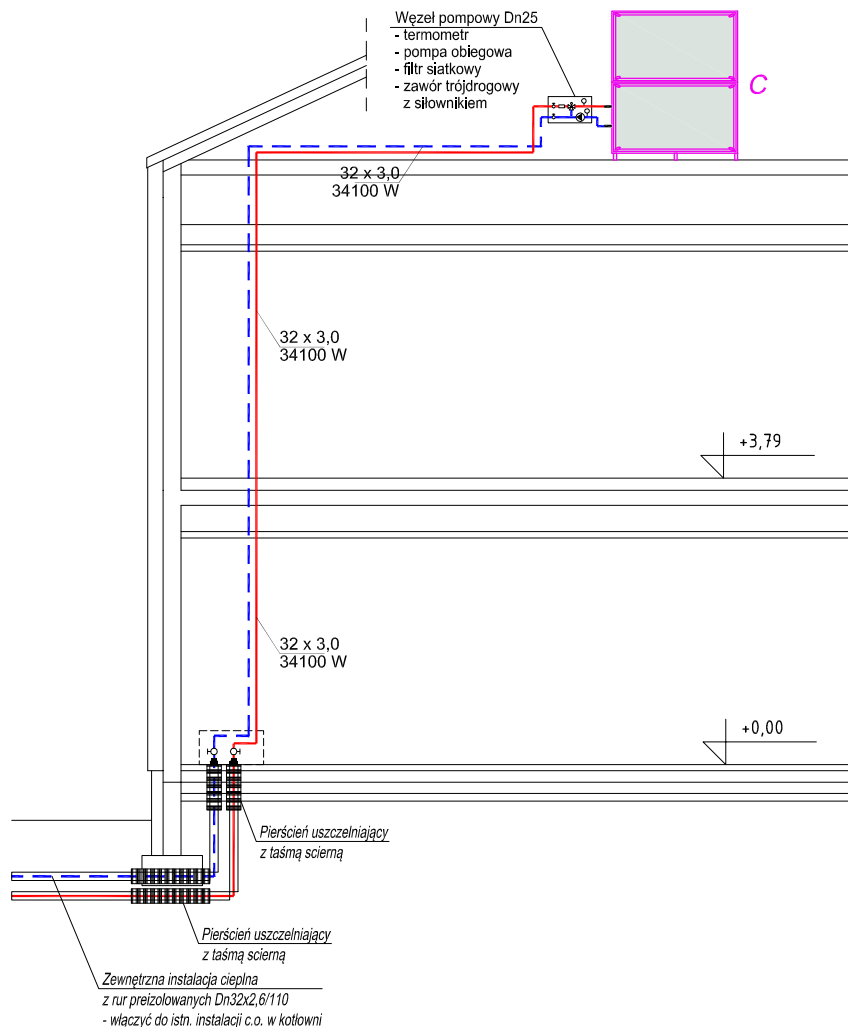 Węzeł pompowy Dn25
- termometr
- pompa obiegowa
- filtr siatkowy
- zawór trójdrogowy
z siłownikiem
C
32 x 3,0
34100 W
32 x 3,0
34100 W
+3,79
32 x 3,0
34100 W
+0,00
Pierścień uszczelniający
z taśmą scierną
Pierścień uszczelniający
z taśmą scierną
Zewnętrzna instalacja cieplna
z rur preizolowanych Dn32x2,6/110
- włączyć do istn. instalacji c.o. w kotłowni